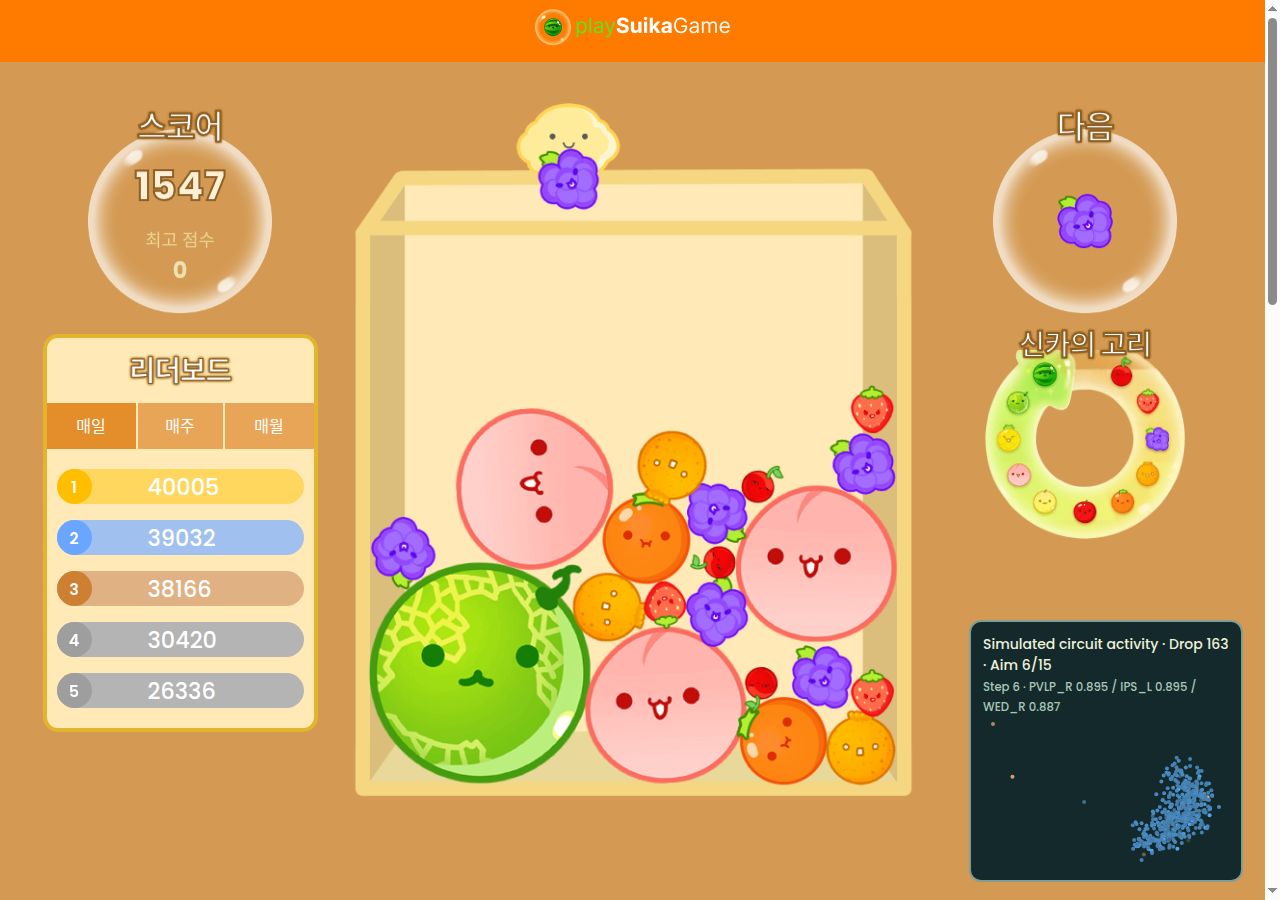 playSuikaGame
스코어
1547
최고 점수
0
다음
신카의 고리
리더보드
매일 매주 매월
1 40005
2 39032
3 38166
4 30420
5 26336
Simulated circuit activity · Drop 163
· Aim 6/15
Step 6 · PVLP_R 0.895 / IPS_L 0.895 /
WED_R 0.887